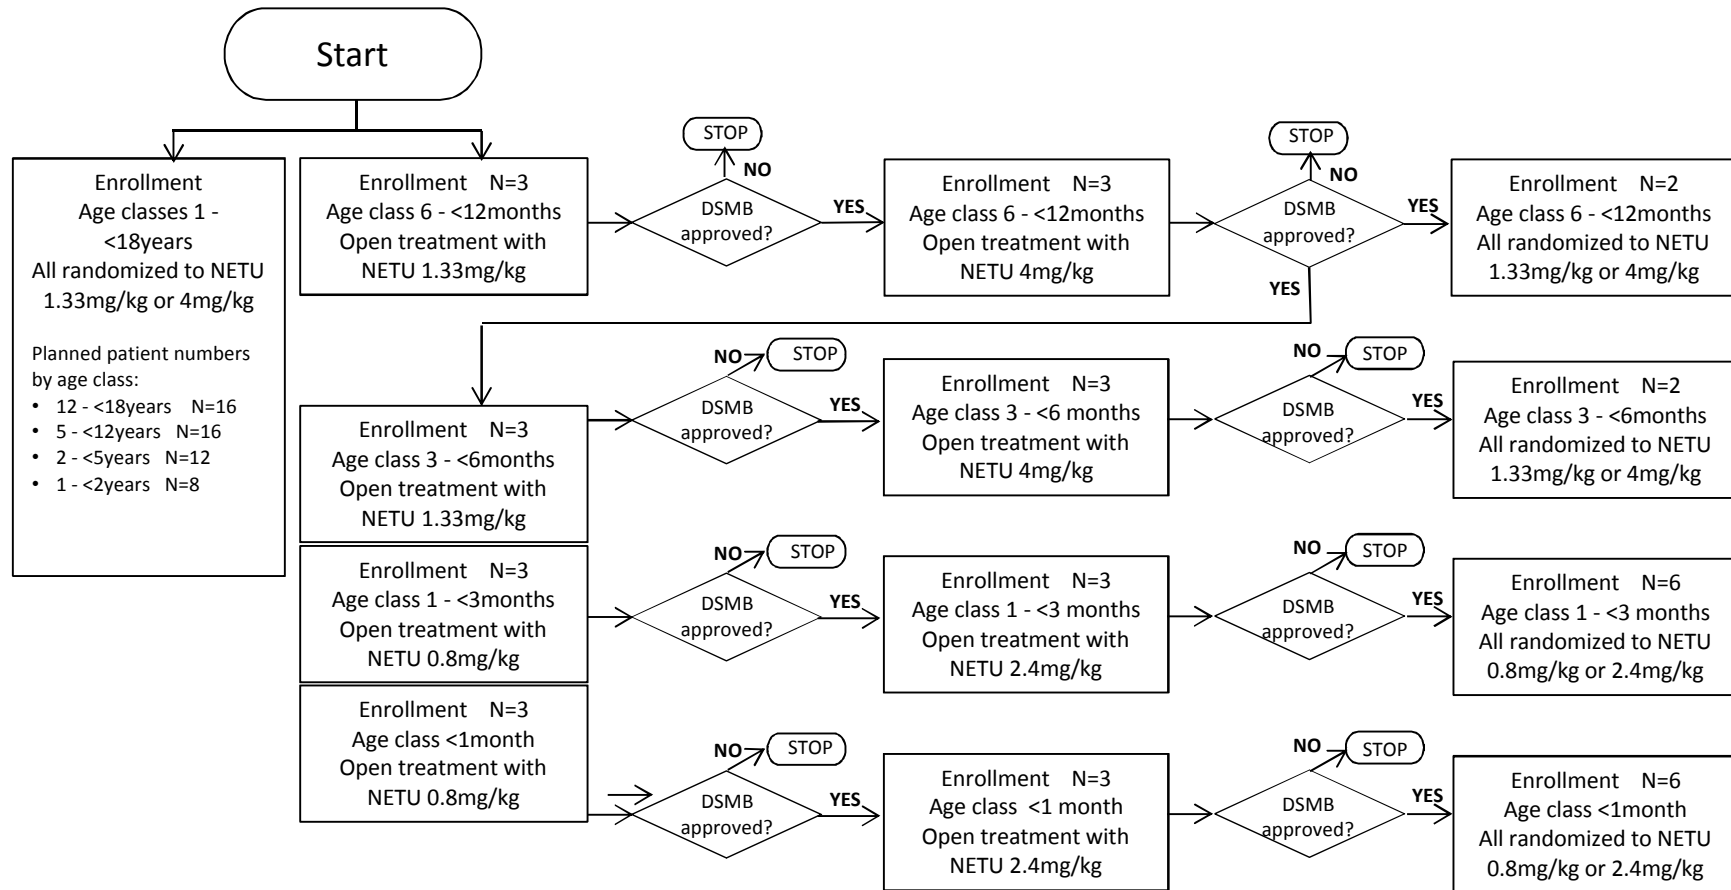 Start
Enrollment
Age classes 1 -
<18years
All randomized to NETU
1.33mg/kg or 4mg/kg
Planned patient numbers
by age class:
• 12 - <18years N=16
• 5 - <12years N=16
• 2 - <5years N=12
• 1 - <2years N=8
Enrollment N=3
Age class 6 - <12months
Open treatment with
NETU 1.33mg/kg
STOP
NO
DSMB
approved?
YES
Enrollment N=3
Age class 6 - <12months
Open treatment with
NETU 4mg/kg
STOP
NO
DSMB
approved?
YES
YES
Enrollment N=2
Age class 6 - <12months
All randomized to NETU
1.33mg/kg or 4mg/kg
Enrollment N=3
Age class 3 - <6months
Open treatment with
NETU 1.33mg/kg
NO
STOP
DSMB
approved?
YES
Enrollment N=3
Age class 3 - <6 months
Open treatment with
NETU 4mg/kg
NO
STOP
DSMB
approved?
YES
Enrollment N=2
Age class 3 - <6months
All randomized to NETU
1.33mg/kg or 4mg/kg
Enrollment N=3
Age class 1 - <3months
Open treatment with
NETU 0.8mg/kg
NO
STOP
DSMB
approved?
YES
Enrollment N=3
Age class 1 - <3 months
Open treatment with
NETU 2.4mg/kg
NO
STOP
DSMB
approved?
YES
Enrollment N=6
Age class 1 - <3 months
All randomized to NETU
0.8mg/kg or 2.4mg/kg
Enrollment N=3
Age class <1month
Open treatment with
NETU 0.8mg/kg
NO
STOP
DSMB
approved?
YES
Enrollment N=3
Age class <1 month
Open treatment with
NETU 2.4mg/kg
NO
STOP
DSMB
approved?
YES
Enrollment N=6
Age class <1month
All randomized to NETU
0.8mg/kg or 2.4mg/kg